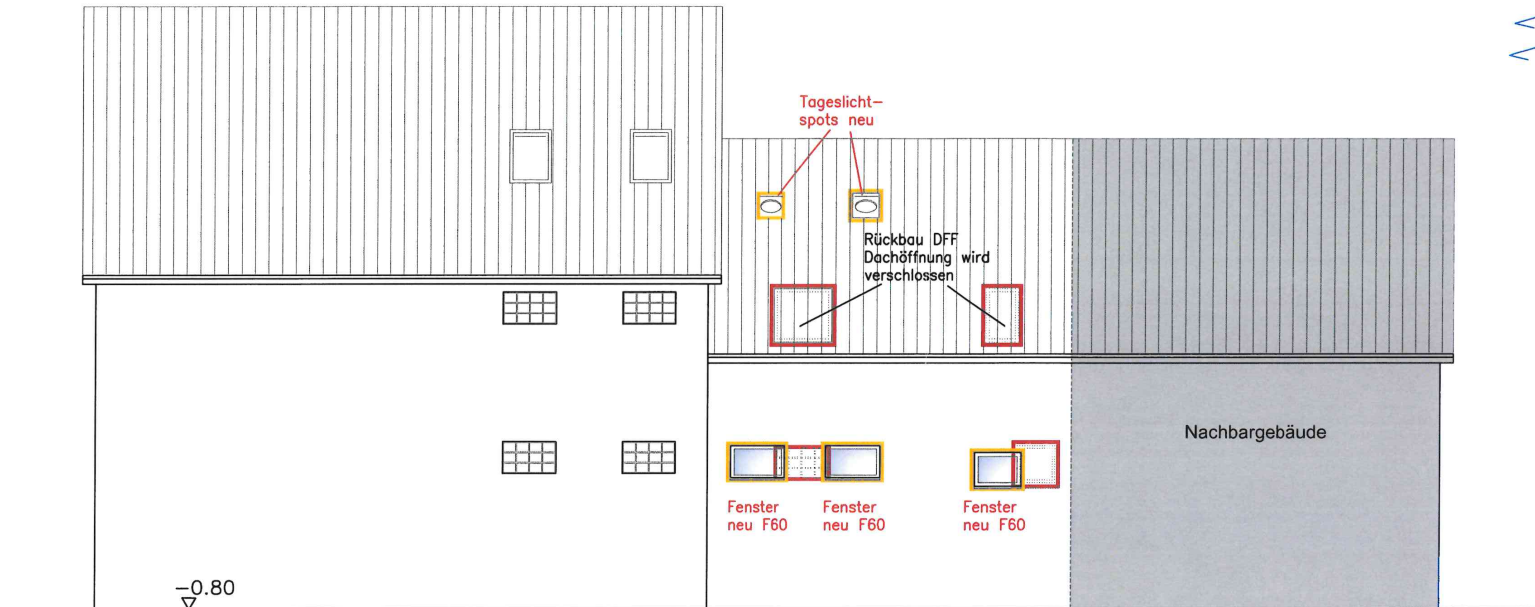 Tageslicht-
spots neu
Rückbau DFF
Dachöffnung wird
verschlossen
Nachbargebäude
Fenster
neu F60
Fenster
neu F60
Fenster
neu F60
-0.80